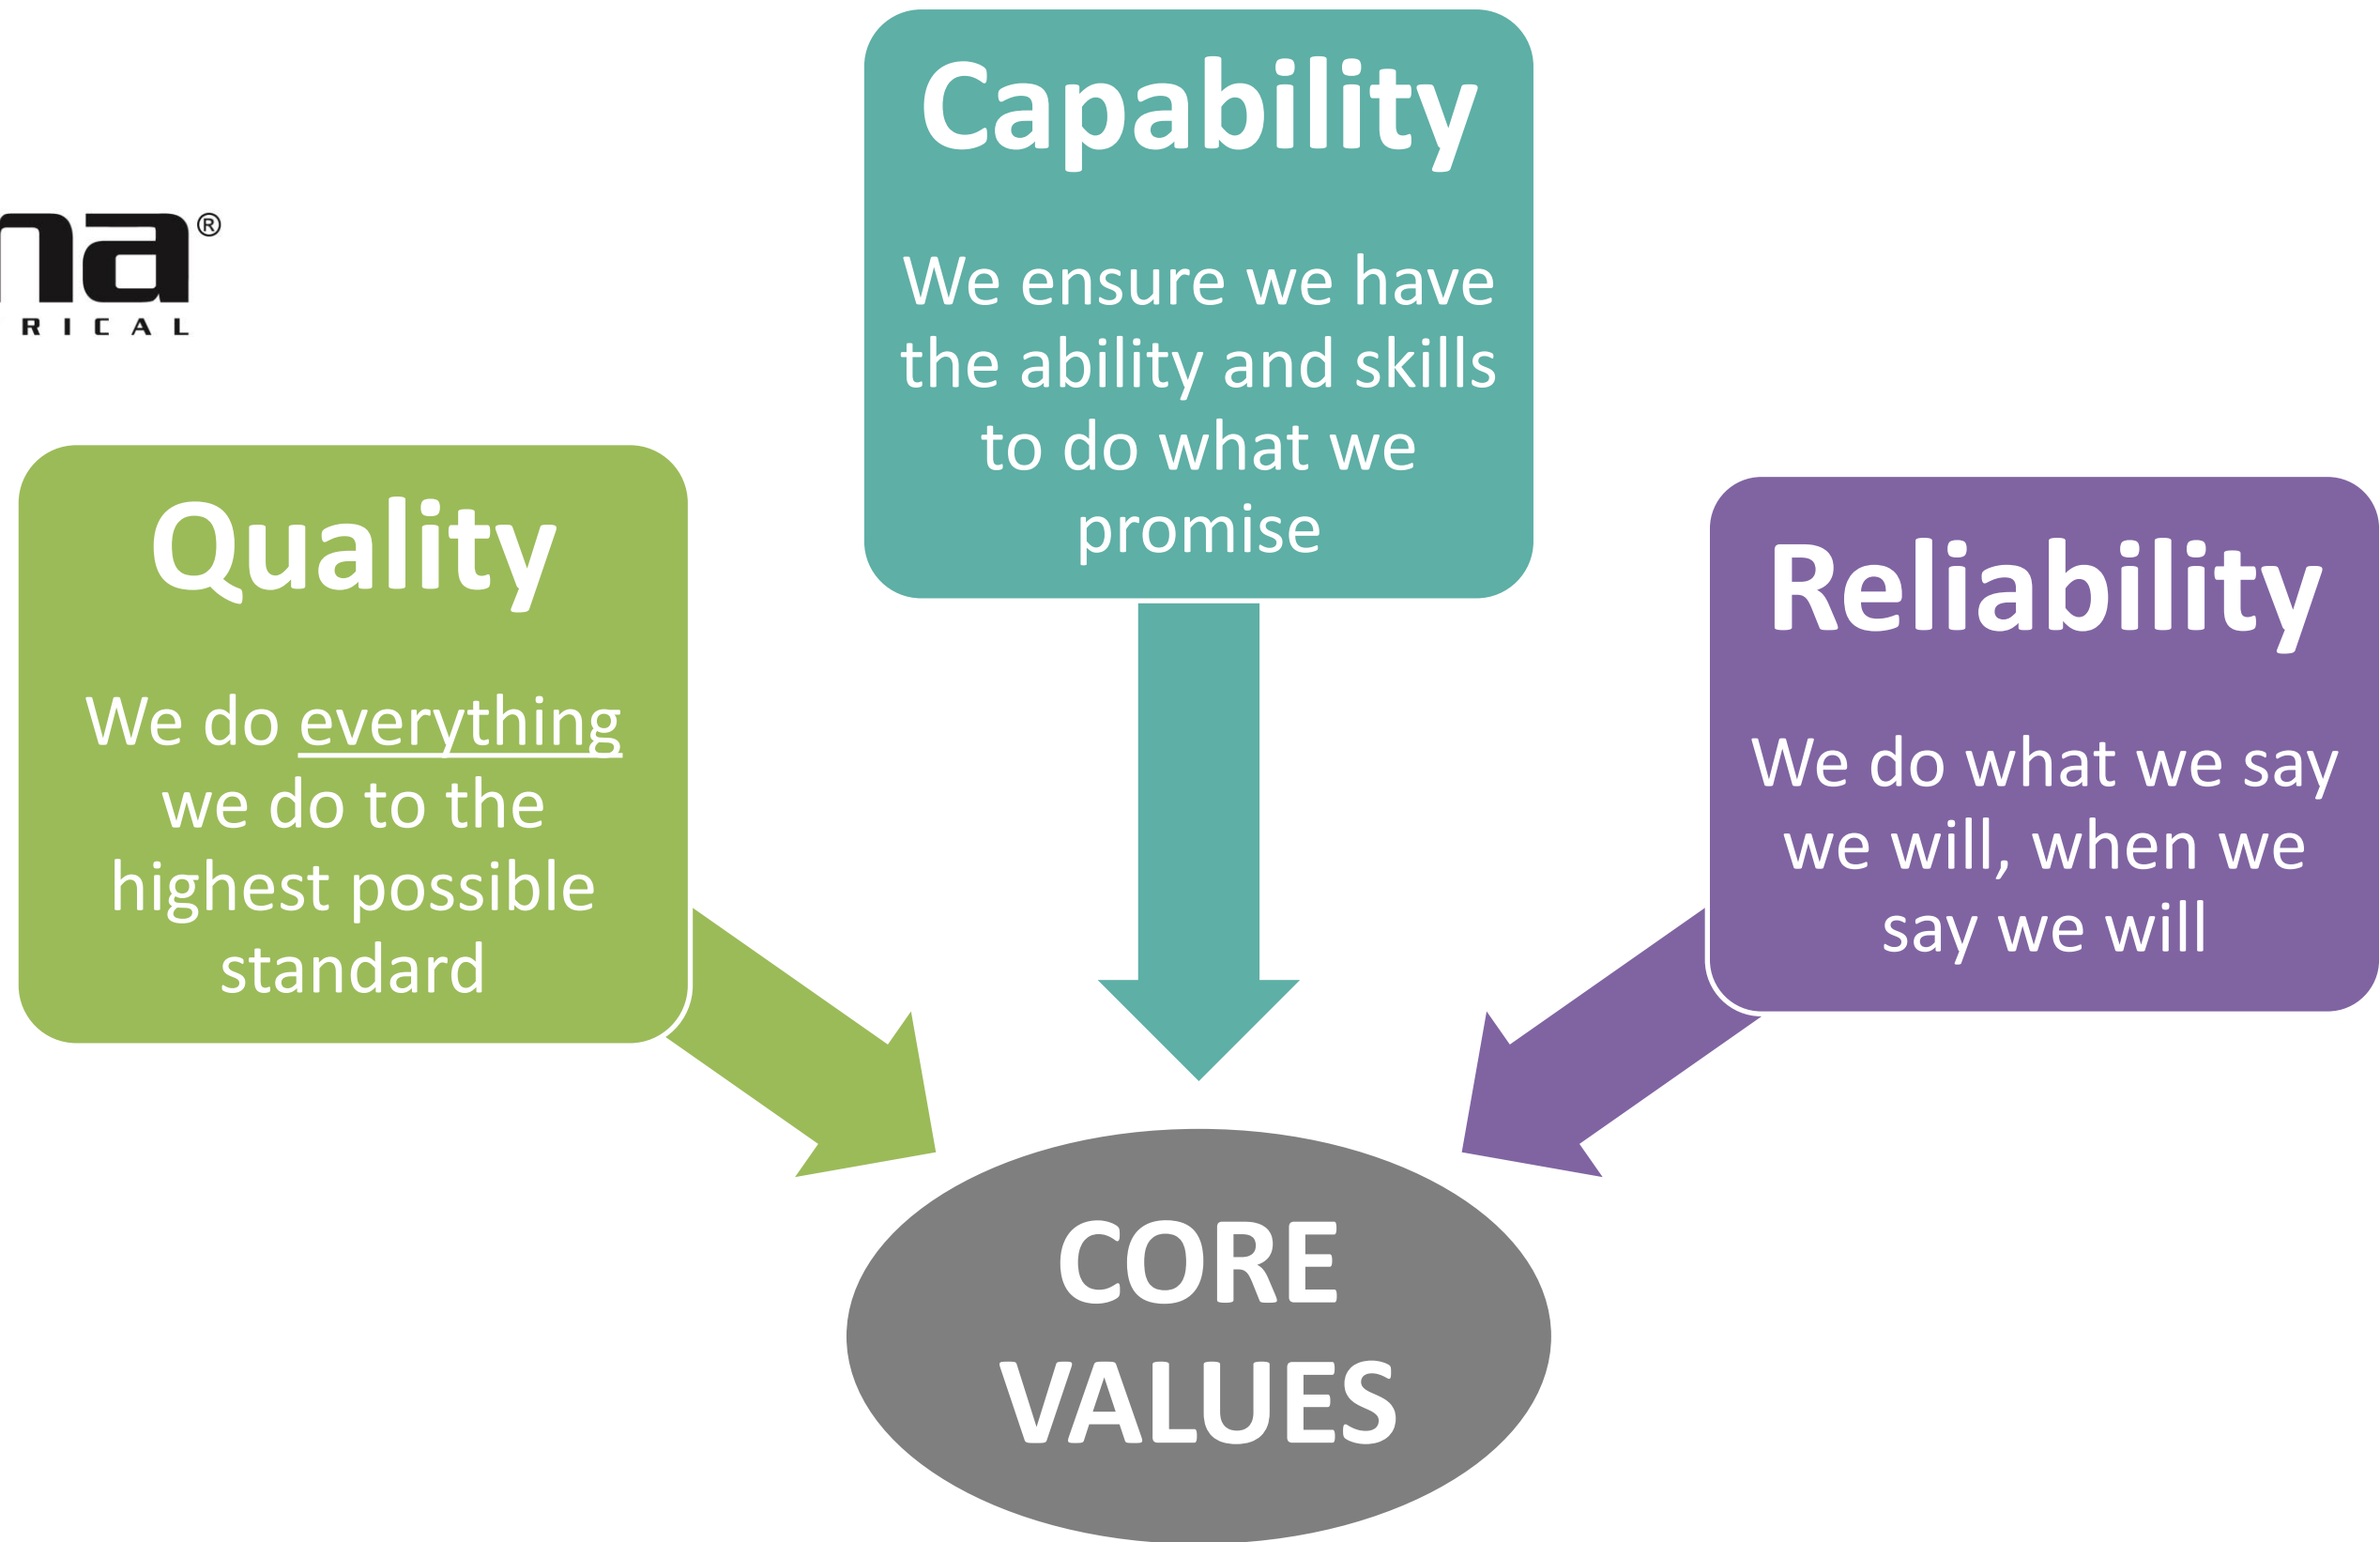 Capability
We ensure we have
the ability and skills
to do what we
promise
®
Quality
We do everything
we do to the
highest possible
standard
Reliability
We do what we say
we will, when we
say we will
CORE
VALUES